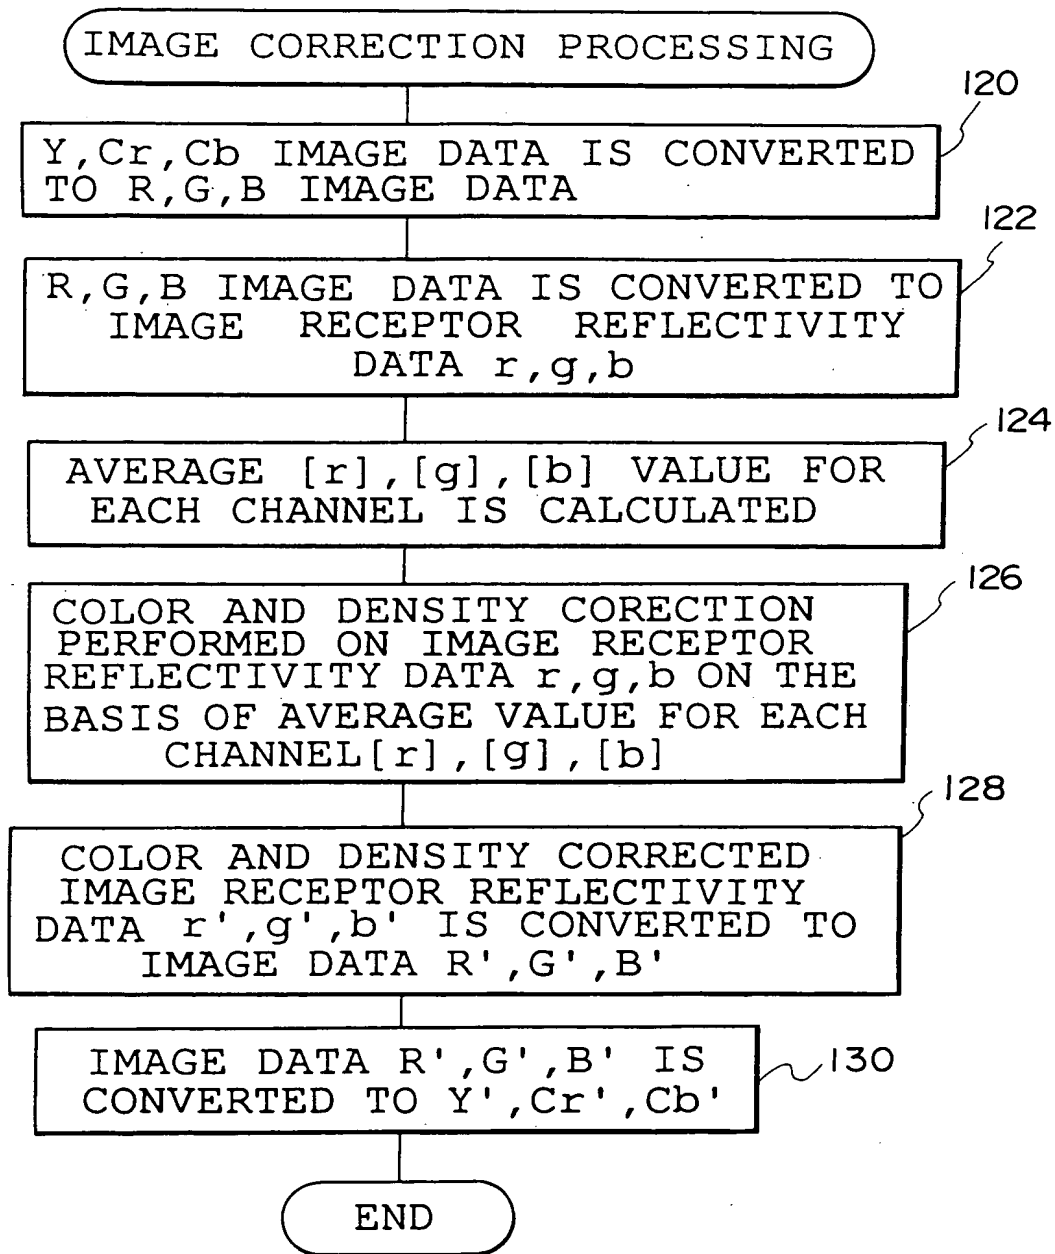 IMAGE CORRECTION PROCESSING
120
Y,Cr,Cb IMAGE DATA IS CONVERTED
TO R,G,B IMAGE DATA
122
R,G,B IMAGE DATA IS CONVERTED TO
IMAGE RECEPTOR REFLECTIVITY
DATA r,g,b
124
AVERAGE [r],[g],[b] VALUE FOR
EACH CHANNEL IS CALCULATED
126
COLOR AND DENSITY CORECTION
PERFORMED ON IMAGE RECEPTOR
REFLECTIVITY DATA r,g,b ON THE
BASIS OF AVERAGE VALUE FOR EACH
CHANNEL[r],[g],[b]
128
COLOR AND DENSITY CORRECTED
IMAGE RECEPTOR REFLECTIVITY
DATA r',g',b' IS CONVERTED TO
IMAGE DATA R',G',B'
IMAGE DATA R',G',B' IS
CONVERTED TO Y',Cr',Cb'
130
END